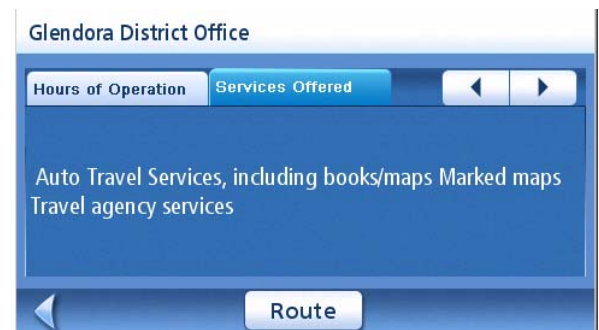 Glendora District Office
Hours of Operation Services Offered
Auto Travel Services, including books/maps Marked maps
Travel agency services
Route